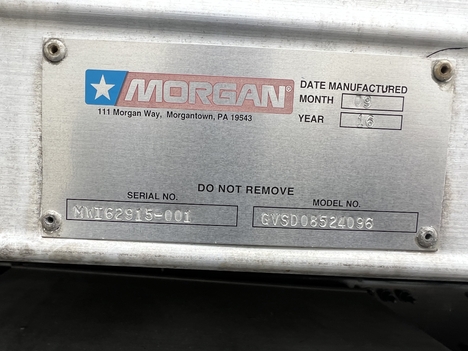 MORGAN®
111 Morgan Way, Morgantown, PA 19543
DATE MANUFACTURED
MONTH
YEAR 16
DO NOT REMOVE
SERIAL NO. MODEL NO.
MWI62915-001 GVSD08524096